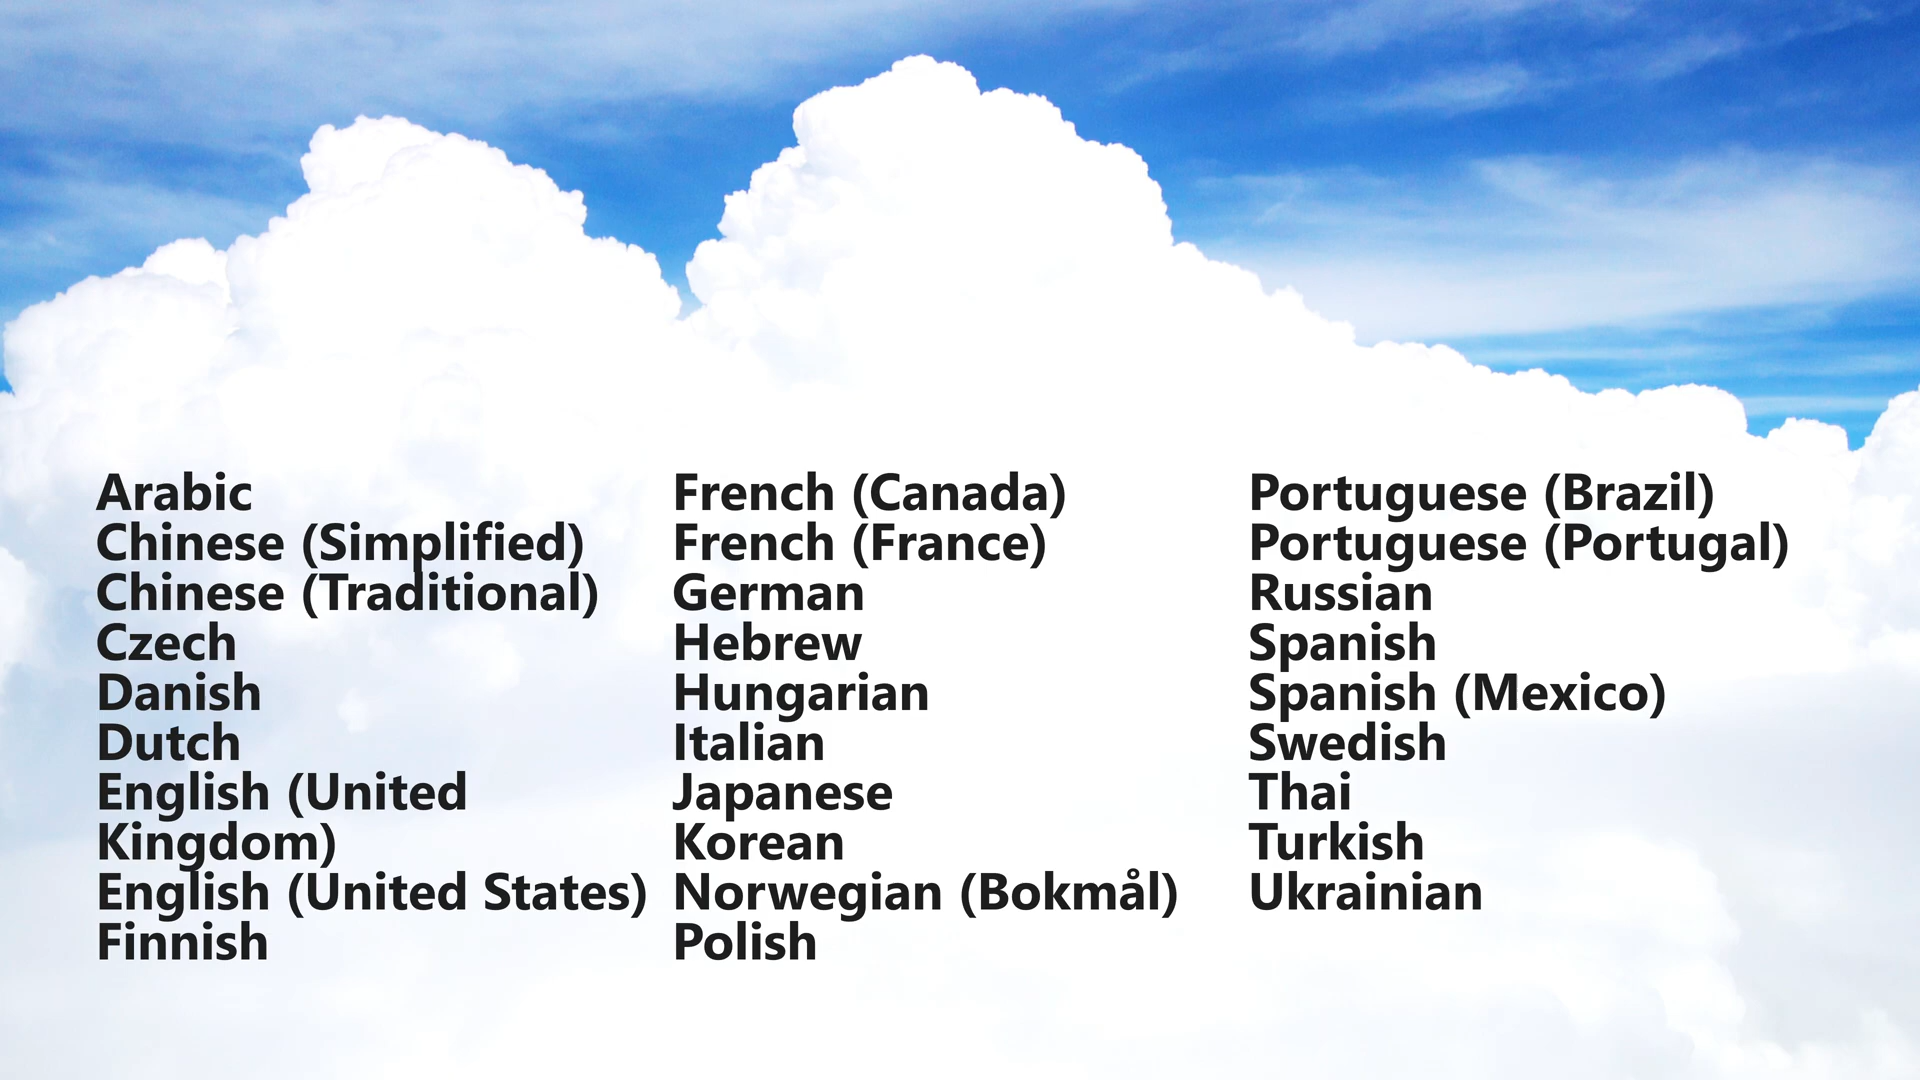 Arabic
Chinese (Simplified)
Chinese (Traditional)
Czech
Danish
Dutch
English (United
Kingdom)
English (United States)
Finnish
French (Canada)
French (France)
German
Hebrew
Hungarian
Italian
Japanese
Korean
Norwegian (Bokmål)
Polish
Portuguese (Brazil)
Portuguese (Portugal)
Russian
Spanish
Spanish (Mexico)
Swedish
Thai
Turkish
Ukrainian